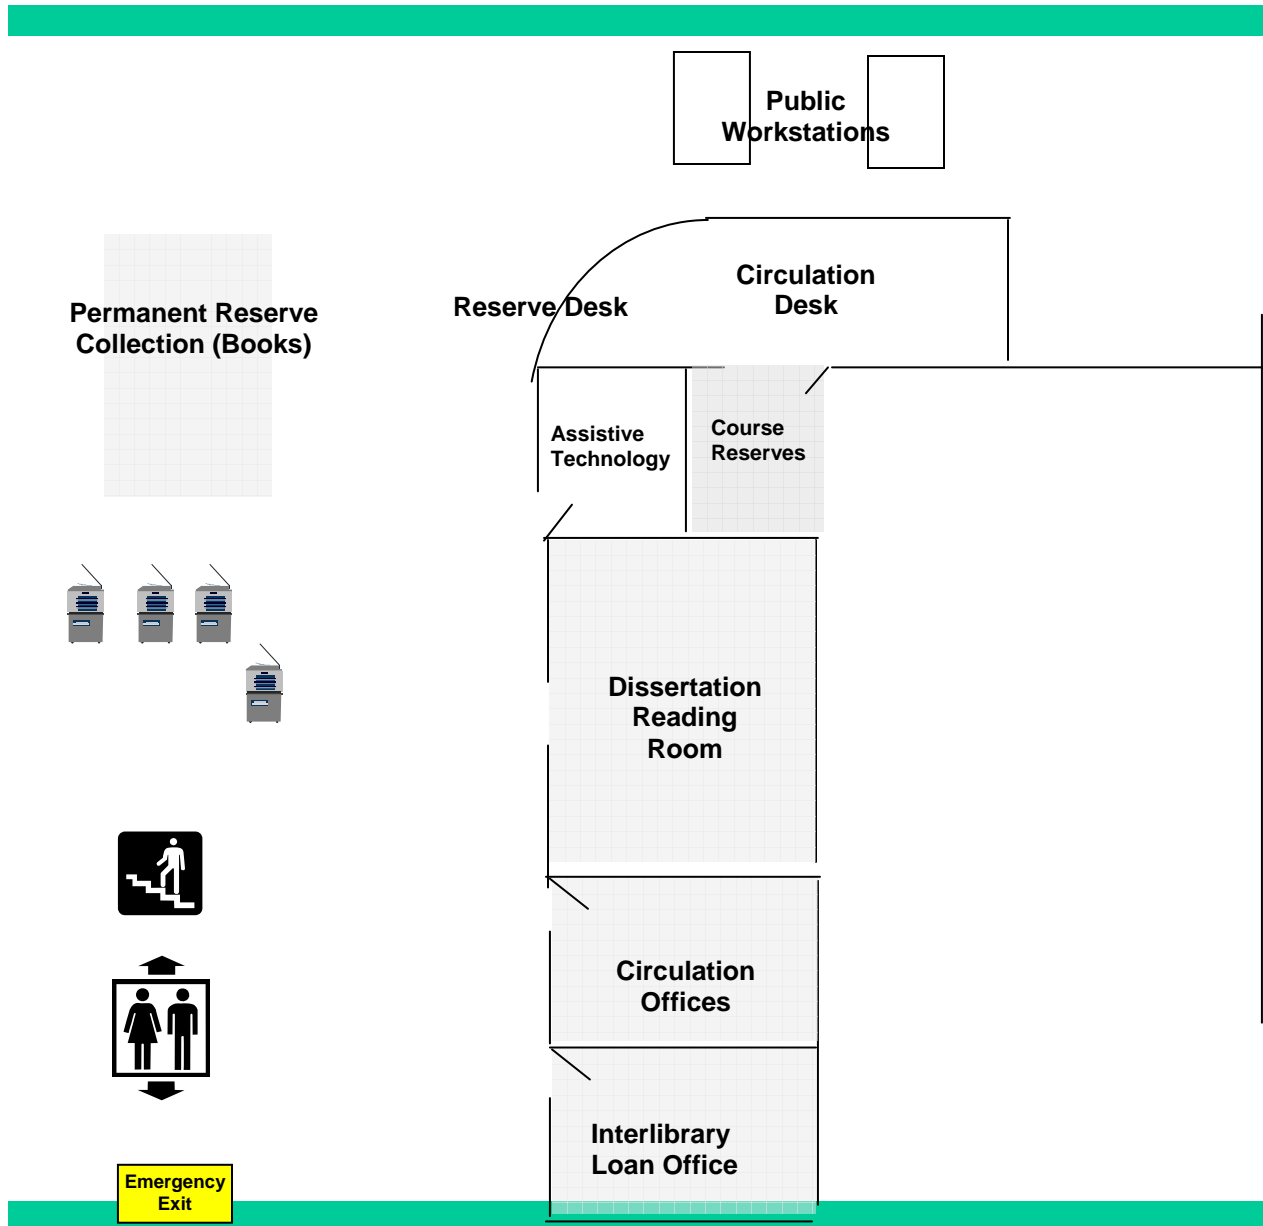 Public
Workstations
Circulation
Desk
Reserve Desk
Permanent Reserve
Collection (Books)
Assistive
Technology
Course
Reserves
Dissertation
Reading
Room
Circulation
Offices
Interlibrary
Loan Office
Emergency
Exit